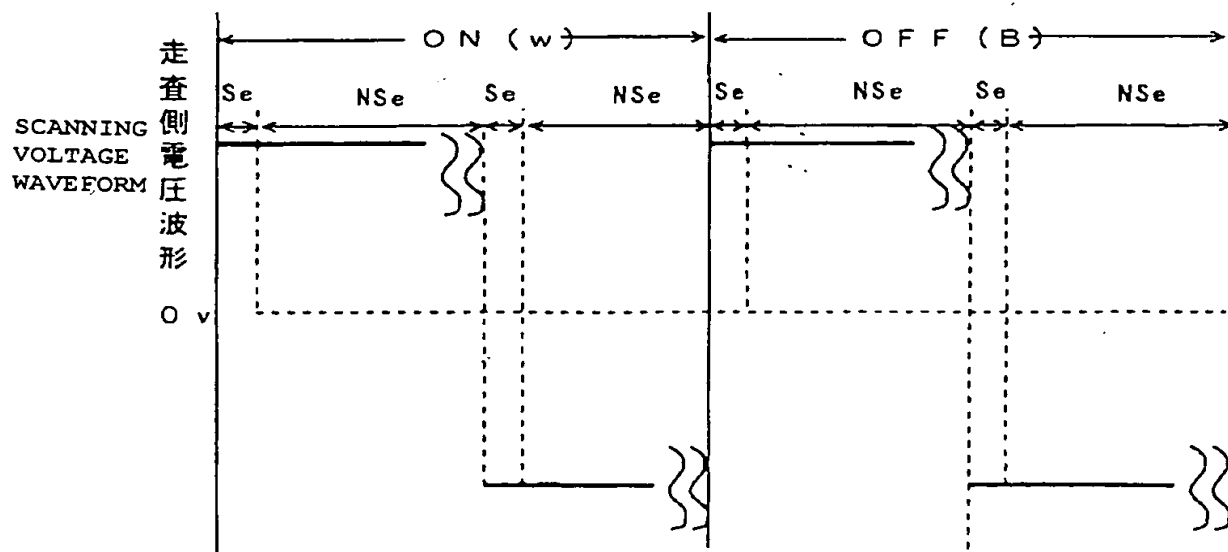 ON (w)
OFF (B)
Se
NSe
Se
NSe
Se
NSe
Se
NSe
走査側電圧波形
SCANNING
VOLTAGE
WAVEFORM
0 v